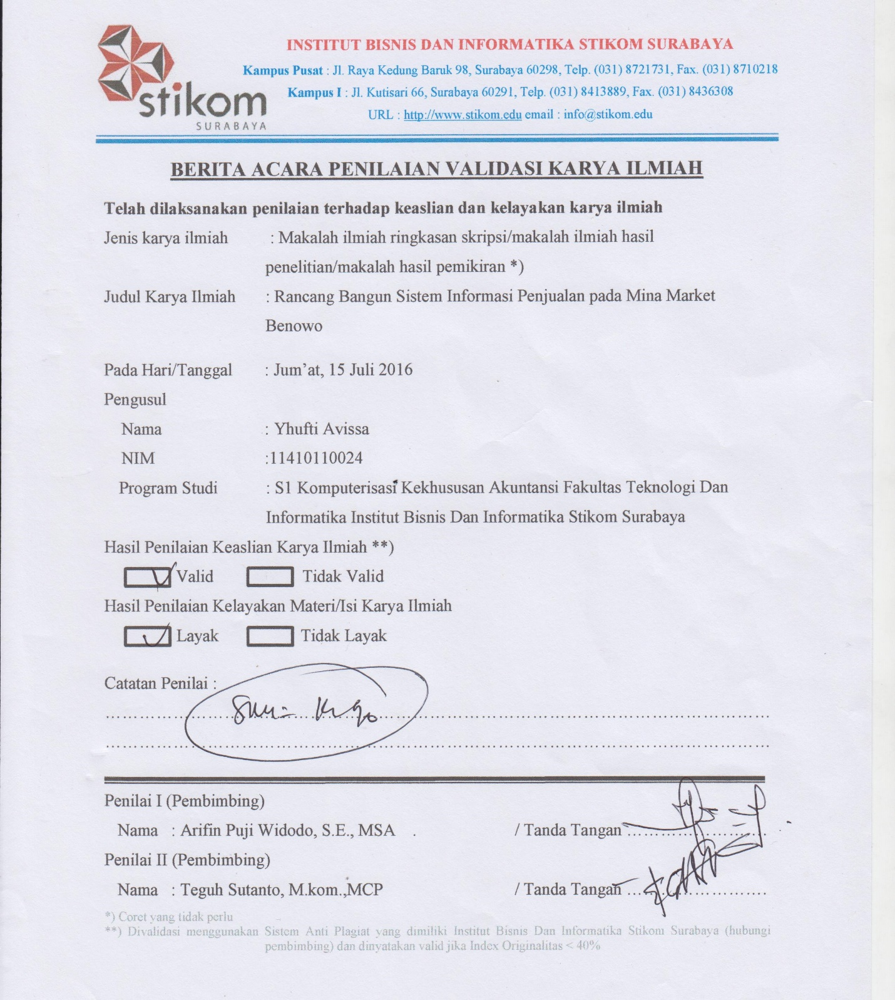 stikom
SURABAYA
INSTITUT BISNIS DAN INFORMATIKA STIKOM SURABAYA
Kampus Pusat : Jl. Raya Kedung Baruk 98, Surabaya 60298, Telp. (031) 8721731, Fax. (031) 8710218
Kampus I : Jl. Kutisari 66, Surabaya 60291, Telp. (031) 8413889, Fax. (031) 8436308
URL : http://www.stikom.edu email : info@stikom.edu
BERITA ACARA PENILAIAN VALIDASI KARYA ILMIAH
Telah dilaksanakan penilaian terhadap keaslian dan kelayakan karya ilmiah
Jenis karya ilmiah : Makalah ilmiah ringkasan skripsi/makalah ilmiah hasil
penelitian/makalah hasil pemikiran *)
Judul Karya Ilmiah : Rancang Bangun Sistem Informasi Penjualan pada Mina Market
Benowo
Pada Hari/Tanggal : Jum'at, 15 Juli 2016
Pengusul
Nama : Yhufti Avissa
NIM :11410110024
Program Studi : S1 Komputerisasi Kekhususan Akuntansi Fakultas Teknologi Dan
Informatika Institut Bisnis Dan Informatika Stikom Surabaya
Hasil Penilaian Keaslian Karya Ilmiah **)
Valid Tidak Valid
Hasil Penilaian Kelayakan Materi/Isi Karya Ilmiah
Layak Tidak Layak
Catatan Penilai :
Penilai I (Pembimbing)
Nama : Arifin Puji Widodo, S.E., MSA / Tanda Tangan
Penilai II (Pembimbing)
Nama : Teguh Sutanto, M.kom.,MCP / Tanda Tangan
*) Coret yang tidak perlu
**) Divalidasi menggunakan Sistem Anti Plagiat yang dimiliki Institut Bisnis Dan Informatika Stikom Surabaya (hubungi
pembimbing) dan dinyatakan valid jika Index Originalitas < 40%